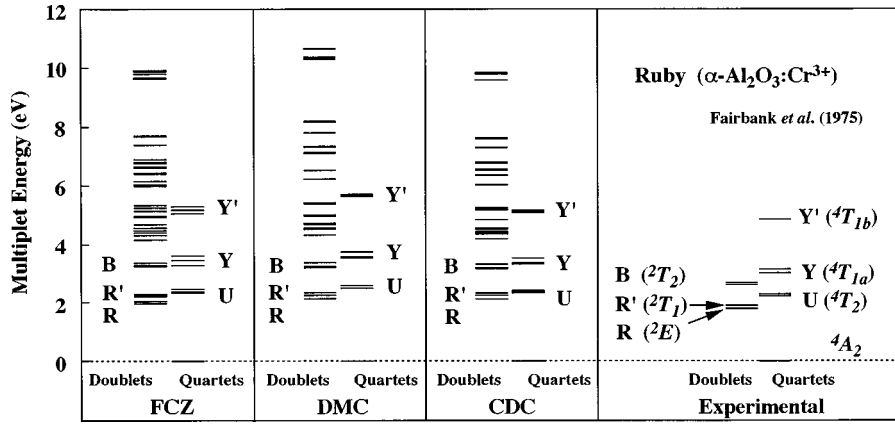 Multiplet Energy (eV)
12
10
8
6
4
2
0
-2
Y'
Y
B
R'
U
R
Doublets Quartets
FCZ
Y'
Y
B
R'
U
R
Doublets Quartets
DMC
Y'
Y
B
R'
U
R
Doublets Quartets
CDC
Ruby (α-Al₂O₃:Cr³⁺)
Fairbank et al. (1975)
Y' (⁴T₁b)
B (²T₂)
Y (⁴T₁a)
R' (²T₁)
U (⁴T₂)
R (²E)
⁴A₂
Doublets Quartets
Experimental